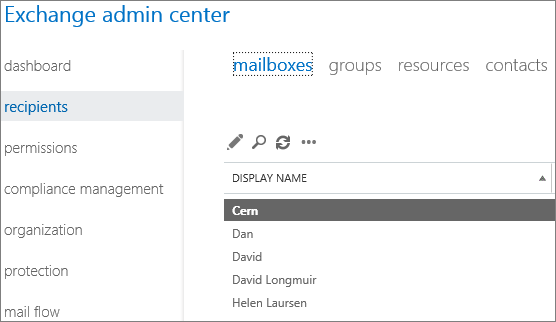 Exchange admin center
dashboard
recipients
permissions
compliance management
organization
protection
mail flow
mailboxes groups resources contacts
DISPLAY NAME
Cern
Dan
David
David Longmuir
Helen Laursen